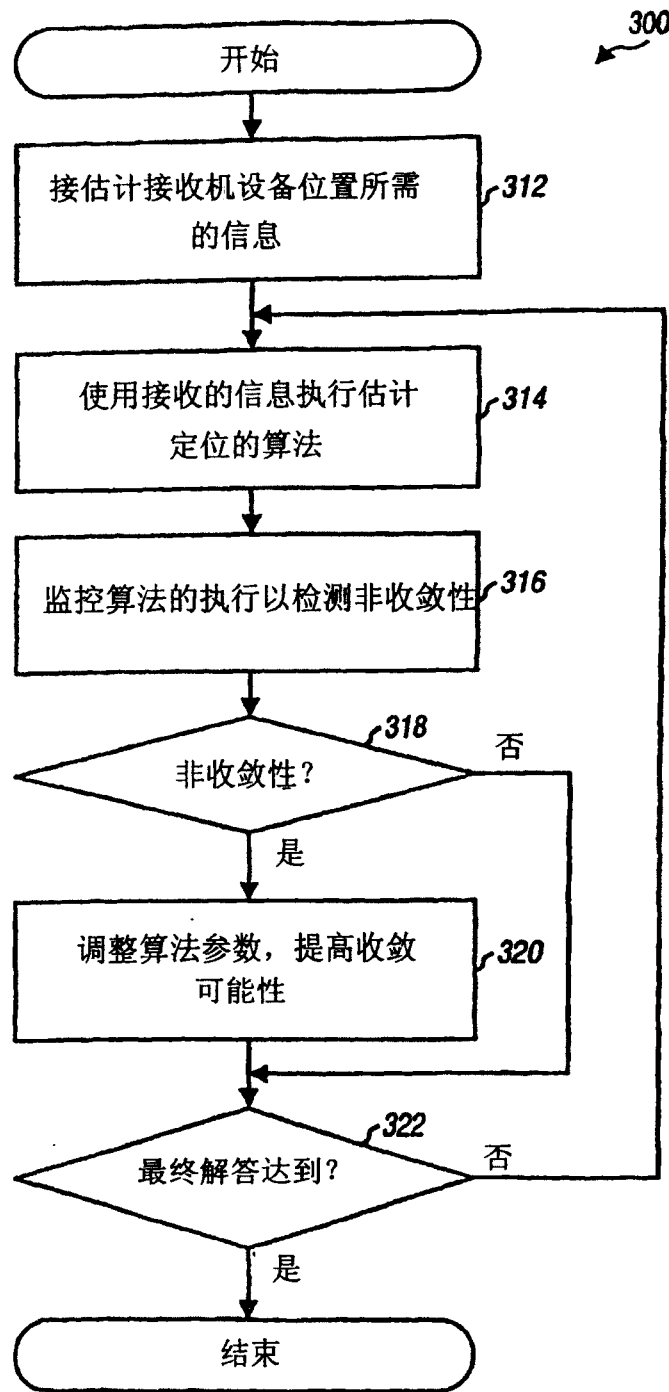 300
开始
接估计接收机设备位置所需
的信息
312
使用接收的信息执行估计
定位的算法
314
监控算法的执行以检测非收敛性
316
318
非收敛性？
否
是
调整算法参数，提高收敛
可能性
320
322
最终解答达到？
否
是
结束